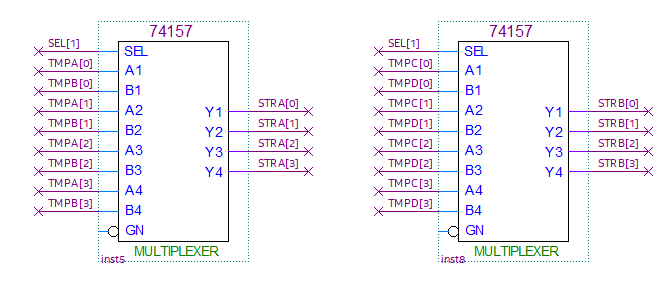 74157
SEL[1]
SEL
TMPA[0]
A1
TMPB[0]
B1
TMPA[1]
A2
Y1
STRA[0]
TMPB[1]
B2
Y2
STRA[1]
TMPA[2]
A3
Y3
STRA[2]
TMPB[2]
B3
Y4
STRA[3]
TMPA[3]
A4
TMPB[3]
B4
GN
MULTIPLEXER
inst5
74157
SEL[1]
SEL
TMPC[0]
A1
TMPD[0]
B1
TMPC[1]
A2
Y1
STRB[0]
TMPD[1]
B2
Y2
STRB[1]
TMPC[2]
A3
Y3
STRB[2]
TMPD[2]
B3
Y4
STRB[3]
TMPC[3]
A4
TMPD[3]
B4
GN
MULTIPLEXER
inst8